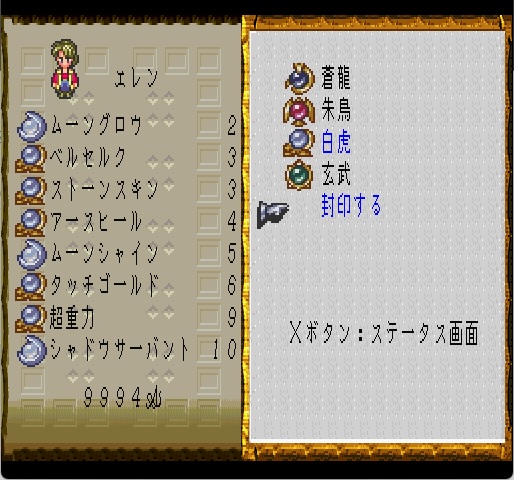 エレン
ムーングロウ 2
ベルセルク 3
ストーンスキン 3
アースヒール 4
ムーンシャイン 5
タッチゴールド 6
超重力 9
シャドウサーバント 10
9994
蒼龍
朱鳥
白虎
玄武
封印する
Xボタン：ステータス画面